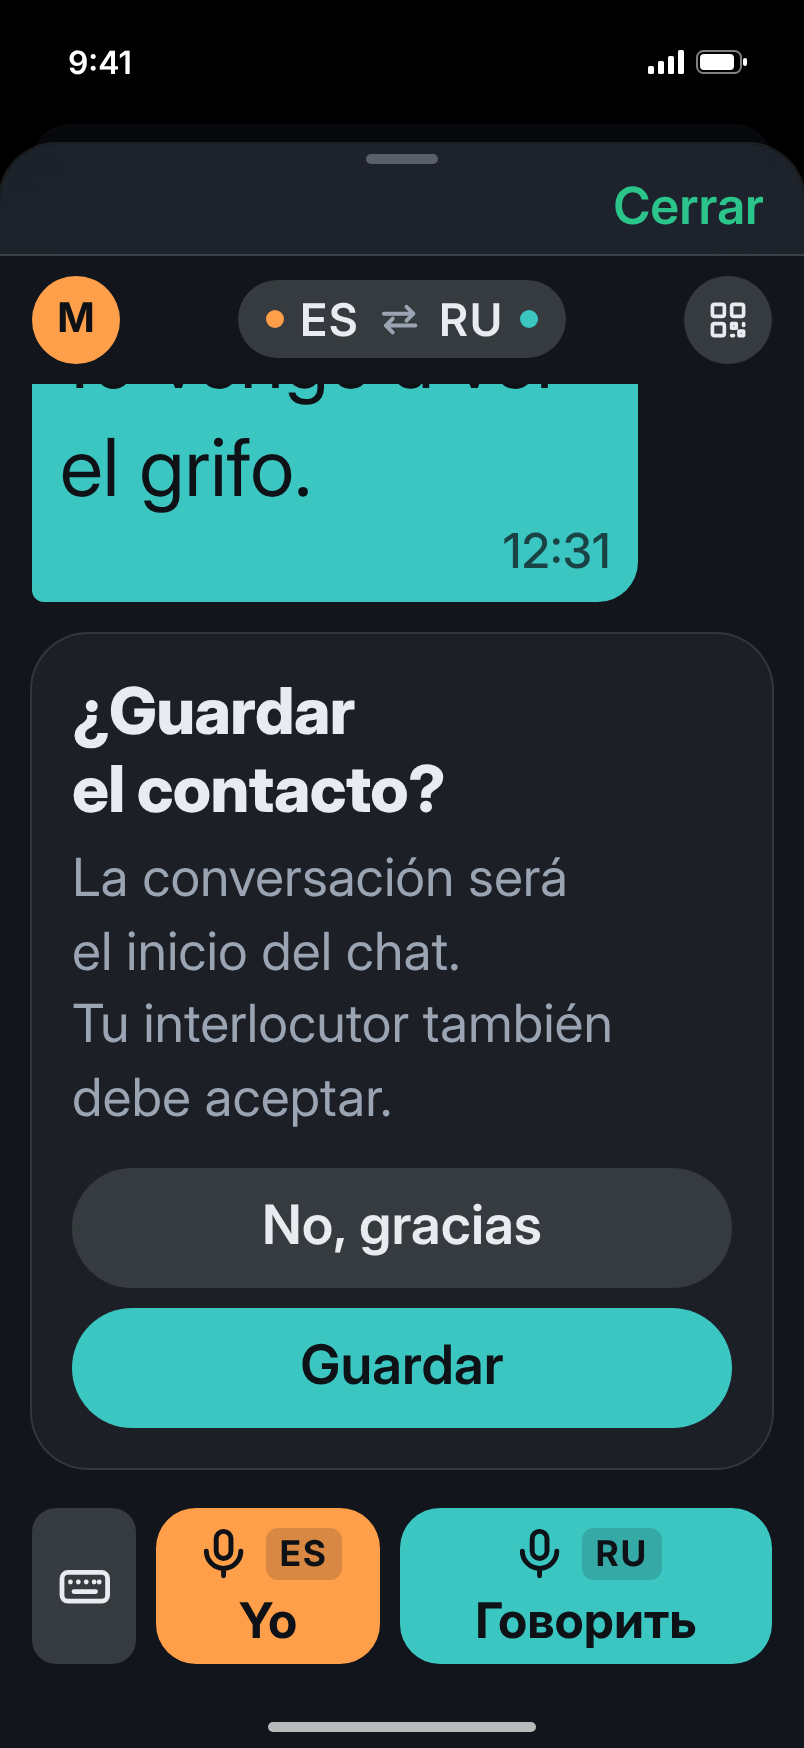 9:41
Cerrar
M
ES RU
el grifo.
12:31
¿Guardar
el contacto?
La conversación será
el inicio del chat.
Tu interlocutor también
debe aceptar.
No, gracias
Guardar
ES
Yo
RU
Говорить